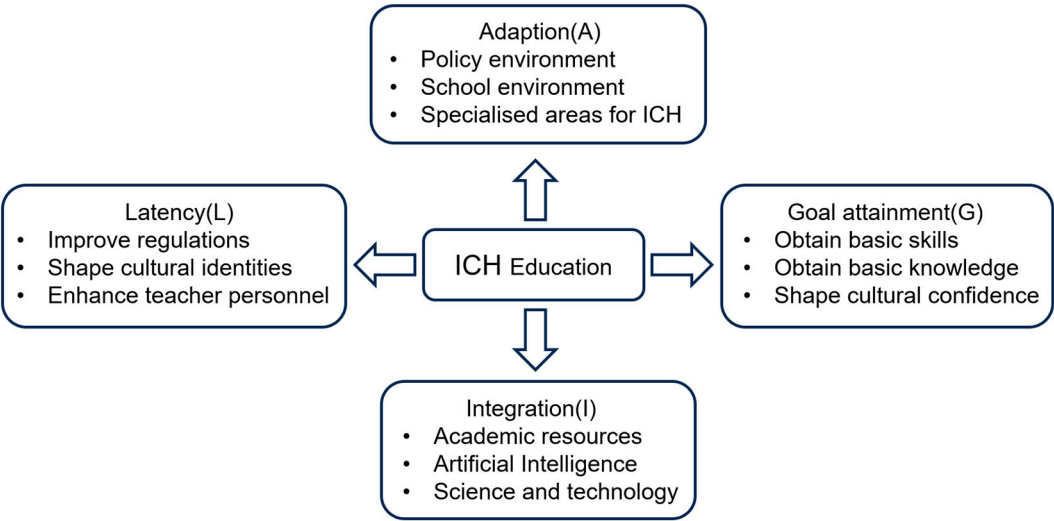 Adaption(A)
• Policy environment
• School environment
• Specialised areas for ICH
Latency(L)
• Improve regulations
• Shape cultural identities
• Enhance teacher personnel
ICH Education
Goal attainment(G)
• Obtain basic skills
• Obtain basic knowledge
• Shape cultural confidence
Integration(I)
• Academic resources
• Artificial Intelligence
• Science and technology